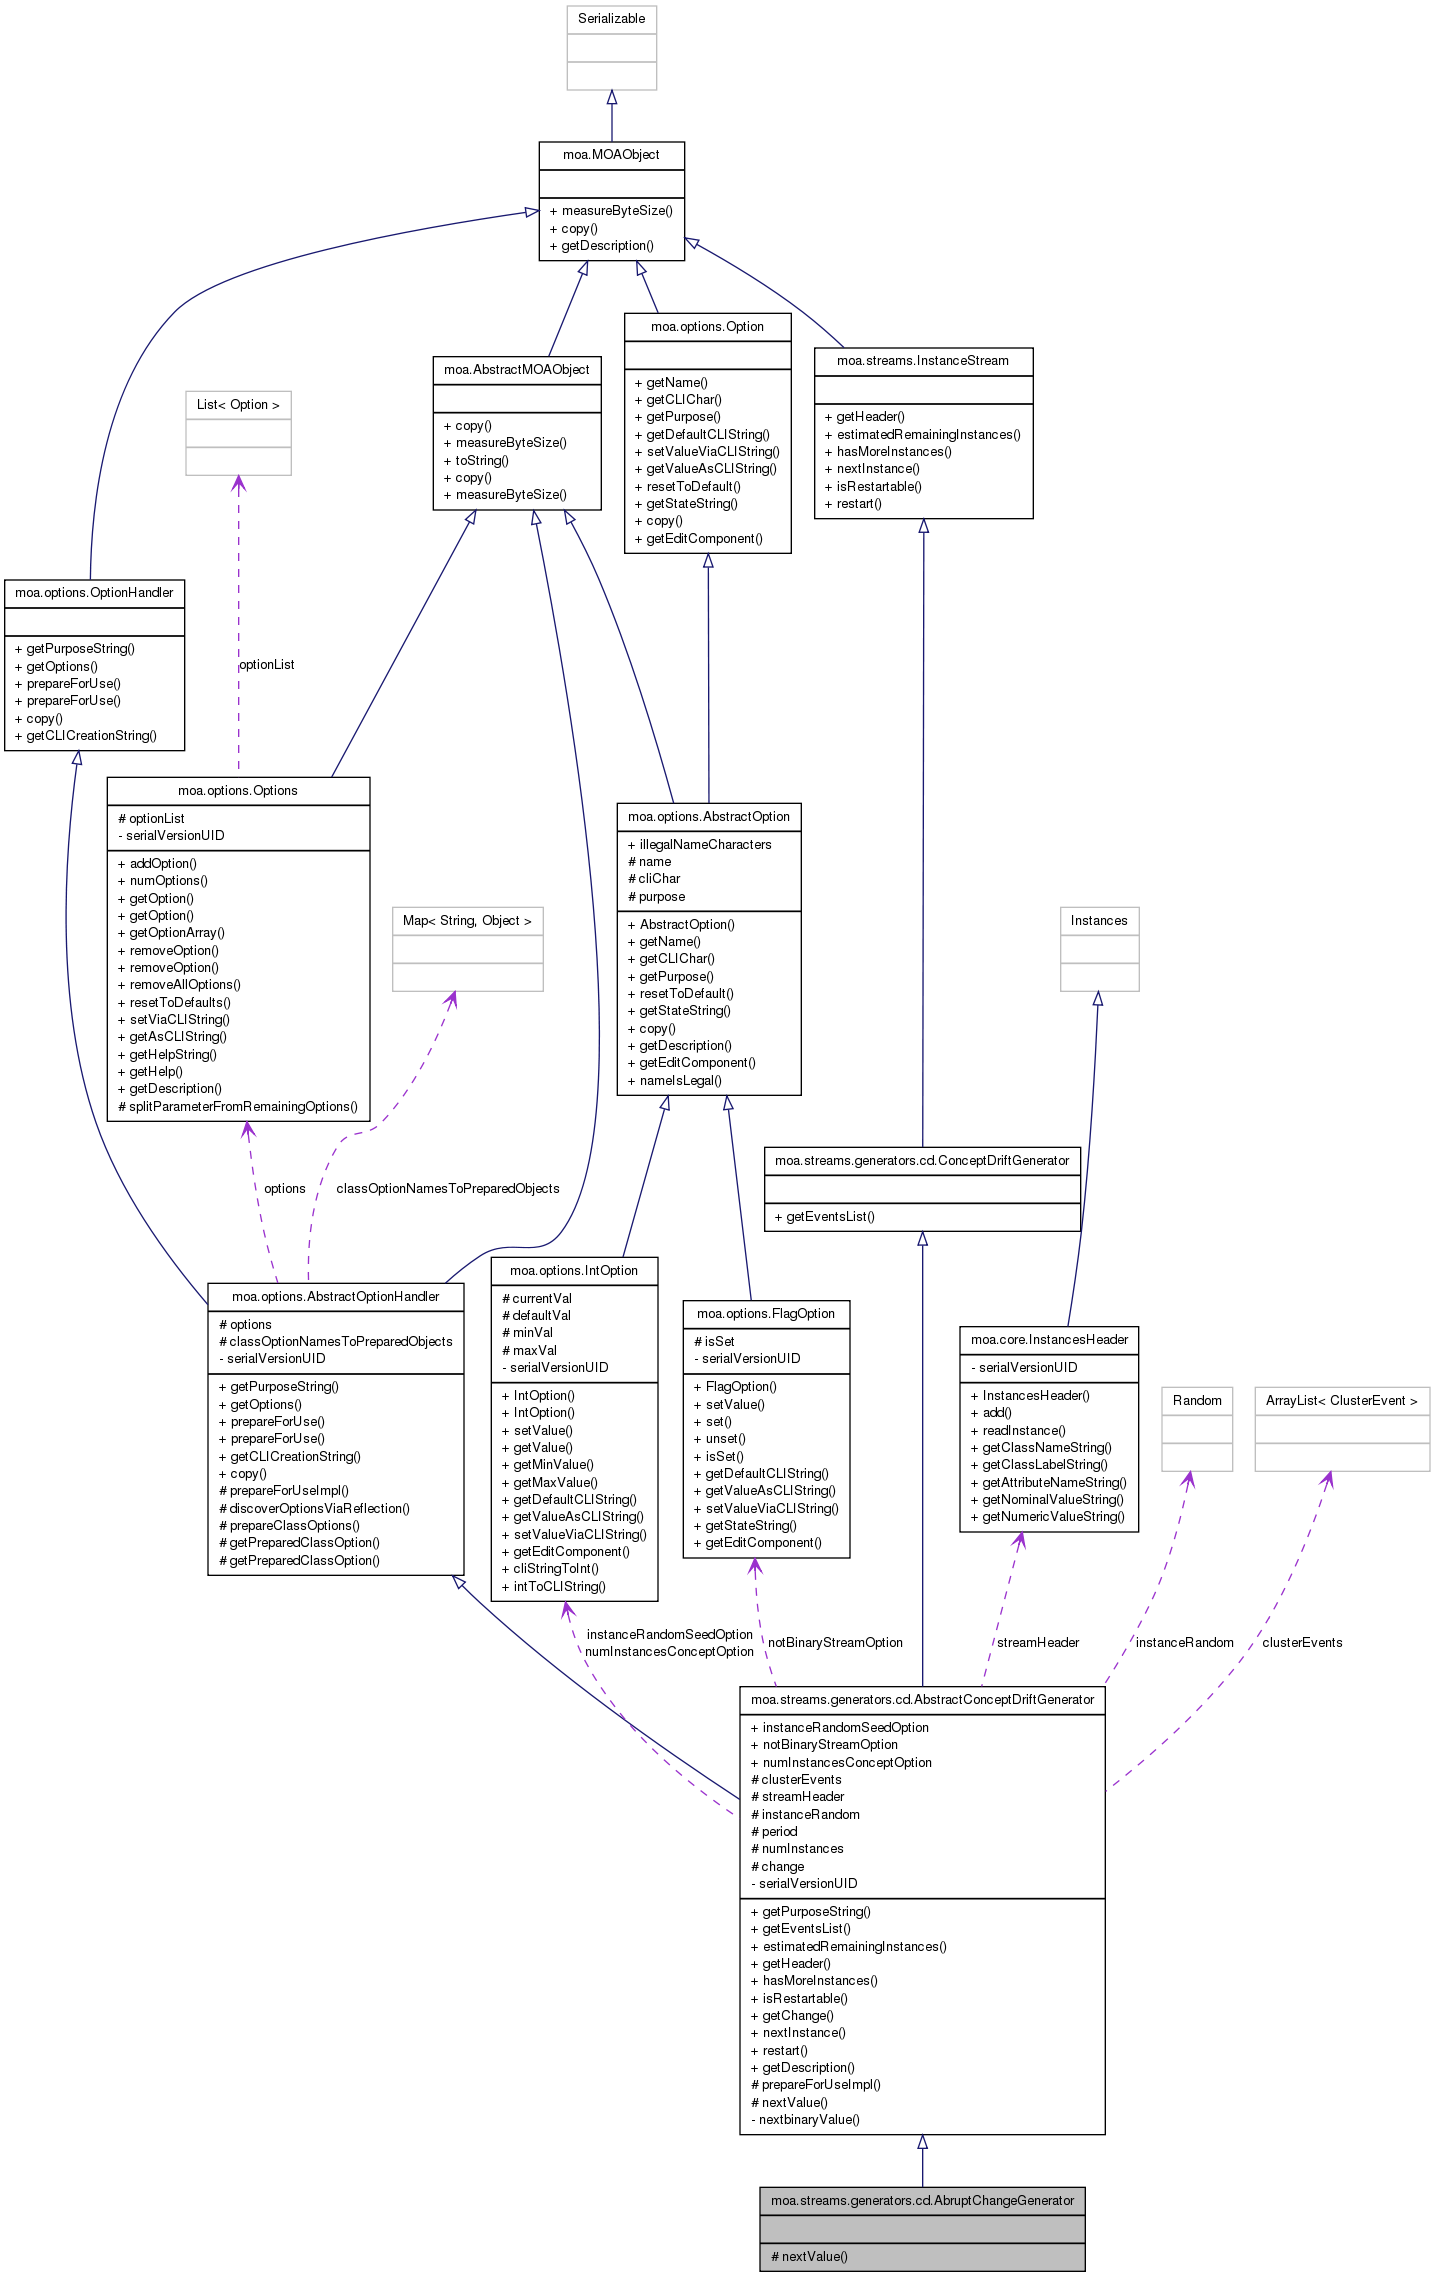 Serializable
moa.MOAObject
+ measureByteSize()
+ copy()
+ getDescription()
moa.options.Option
+ getName()
+ getCLIChar()
+ getPurpose()
+ getDefaultCLIString()
+ setValueViaCLIString()
+ getValueAsCLIString()
+ resetToDefault()
+ getStateString()
+ copy()
+ getEditComponent()
moa.streams.InstanceStream
+ getHeader()
+ estimatedRemainingInstances()
+ hasMoreInstances()
+ nextInstance()
+ isRestartable()
+ restart()
moa.AbstractMOAObject
+ copy()
+ measureByteSize()
+ toString()
+ copy()
+ measureByteSize()
List< Option >
moa.options.OptionHandler
+ getPurposeString()
+ getOptions()
+ prepareForUse()
+ prepareForUse()
+ copy()
+ getCLICreationString()
optionList
moa.options.Options
# optionList
- serialVersionUID
+ addOption()
+ numOptions()
+ getOption()
+ getOption()
+ getOptionArray()
+ removeOption()
+ removeOption()
+ removeAllOptions()
+ resetToDefaults()
+ setViaCLIString()
+ getAsCLIString()
+ getHelpString()
+ getHelp()
+ getDescription()
# splitParameterFromRemainingOptions()
moa.options.AbstractOption
+ illegalNameCharacters
# name
# cliChar
# purpose
+ AbstractOption()
+ getName()
+ getCLIChar()
+ getPurpose()
+ resetToDefault()
+ getStateString()
+ copy()
+ getDescription()
+ getEditComponent()
+ nameIsLegal()
Map< String, Object >
Instances
moa.streams.generators.cd.ConceptDriftGenerator
+ getEventsList()
options
classOptionNamesToPreparedObjects
moa.options.AbstractOptionHandler
# options
# classOptionNamesToPreparedObjects
- serialVersionUID
+ getPurposeString()
+ getOptions()
+ prepareForUse()
+ prepareForUse()
+ getCLICreationString()
+ copy()
# prepareForUseImpl()
# discoverOptionsViaReflection()
# prepareClassOptions()
# getPreparedClassOption()
# getPreparedClassOption()
moa.options.IntOption
# currentVal
# defaultVal
# minVal
# maxVal
- serialVersionUID
+ IntOption()
+ IntOption()
+ setValue()
+ getValue()
+ getMinValue()
+ getMaxValue()
+ getDefaultCLIString()
+ getValueAsCLIString()
+ setValueViaCLIString()
+ getEditComponent()
+ cliStringToInt()
+ intToCLIString()
moa.options.FlagOption
# isSet
- serialVersionUID
+ FlagOption()
+ setValue()
+ set()
+ unset()
+ isSet()
+ getDefaultCLIString()
+ getValueAsCLIString()
+ setValueViaCLIString()
+ getStateString()
+ getEditComponent()
moa.core.InstancesHeader
- serialVersionUID
+ InstancesHeader()
+ add()
+ readInstance()
+ getClassNameString()
+ getClassLabelString()
+ getAttributeNameString()
+ getNominalValueString()
+ getNumericValueString()
Random
ArrayList< ClusterEvent >
instanceRandomSeedOption
numInstancesConceptOption
notBinaryStreamOption
streamHeader
instanceRandom
clusterEvents
moa.streams.generators.cd.AbstractConceptDriftGenerator
+ instanceRandomSeedOption
+ notBinaryStreamOption
+ numInstancesConceptOption
# clusterEvents
# streamHeader
# instanceRandom
# period
# numInstances
# change
- serialVersionUID
+ getPurposeString()
+ getEventsList()
+ estimatedRemainingInstances()
+ getHeader()
+ hasMoreInstances()
+ isRestartable()
+ getChange()
+ nextInstance()
+ restart()
+ getDescription()
# prepareForUseImpl()
# nextValue()
- nextbinaryValue()
moa.streams.generators.cd.AbruptChangeGenerator
# nextValue()